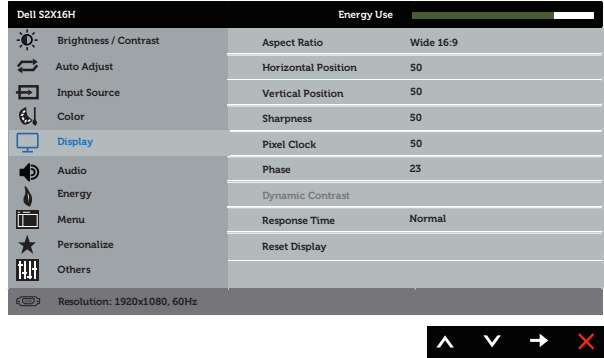 Dell S2X16H Energy Use
Brightness / Contrast Aspect Ratio Wide 16:9
Auto Adjust Horizontal Position 50
Input Source Vertical Position 50
Color Sharpness 50
Display Pixel Clock 50
Audio Phase 23
Energy Dynamic Contrast
Menu Response Time Normal
Personalize Reset Display
Others
Resolution: 1920x1080, 60Hz